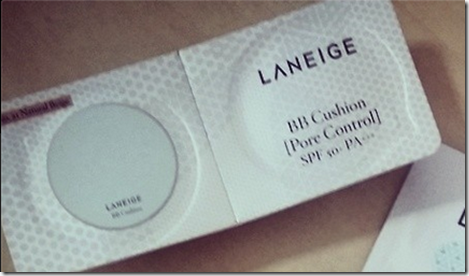 Natural Beige
LANEIGE
BB Cushion
LANEIGE
BB Cushion
[Pore Control]
SPF 50+ PA+++